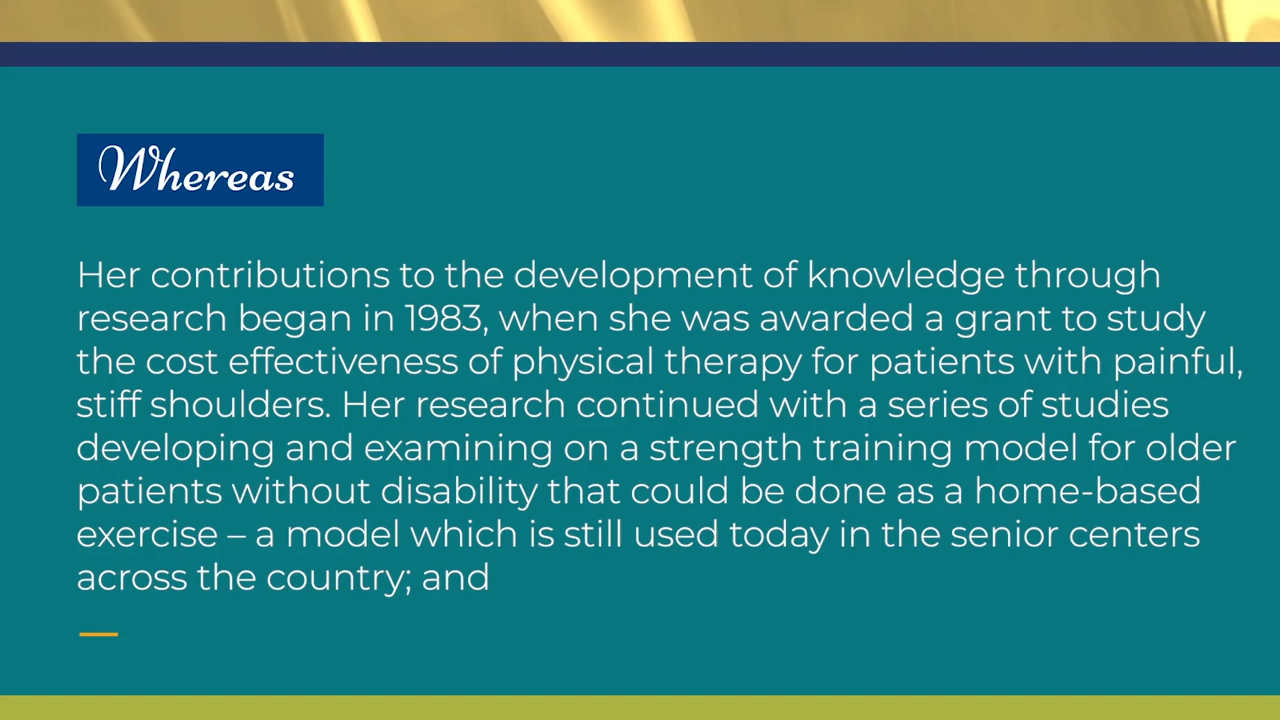 Whereas
Her contributions to the development of knowledge through
research began in 1983, when she was awarded a grant to study
the cost effectiveness of physical therapy for patients with painful,
stiff shoulders. Her research continued with a series of studies
developing and examining on a strength training model for older
patients without disability that could be done as a home-based
exercise – a model which is still used today in the senior centers
across the country; and